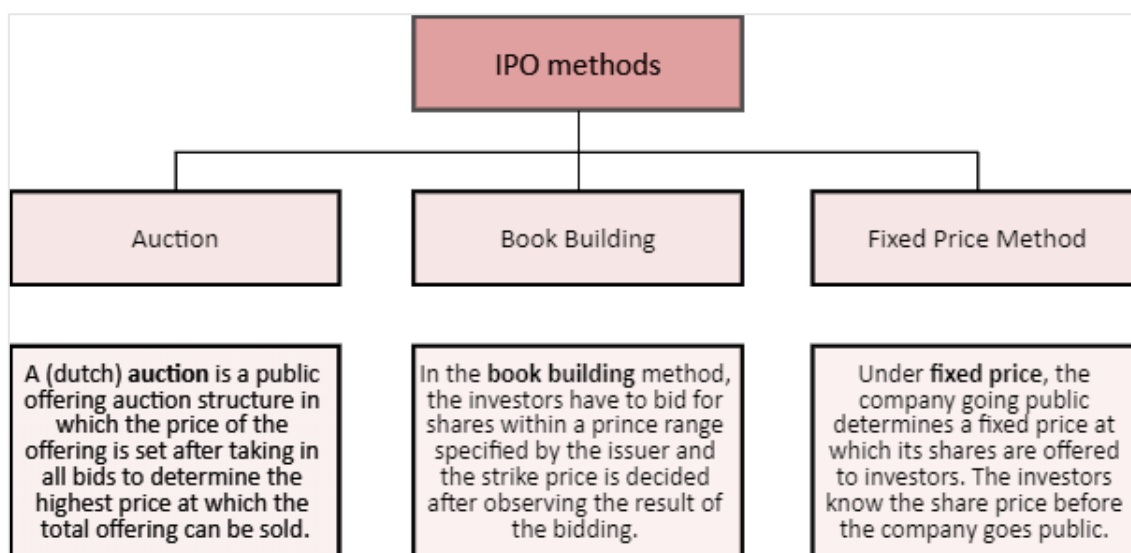 IPO methods
Auction
Book Building
Fixed Price Method
A (dutch) auction is a public
offering auction structure in
which the price of the
offering is set after taking in
all bids to determine the
highest price at which the
total offering can be sold.
In the book building method,
the investors have to bid for
shares within a prince range
specified by the issuer and
the strike price is decided
after observing the result of
the bidding.
Under fixed price, the
company going public
determines a fixed price at
which its shares are offered
to investors. The investors
know the share price before
the company goes public.